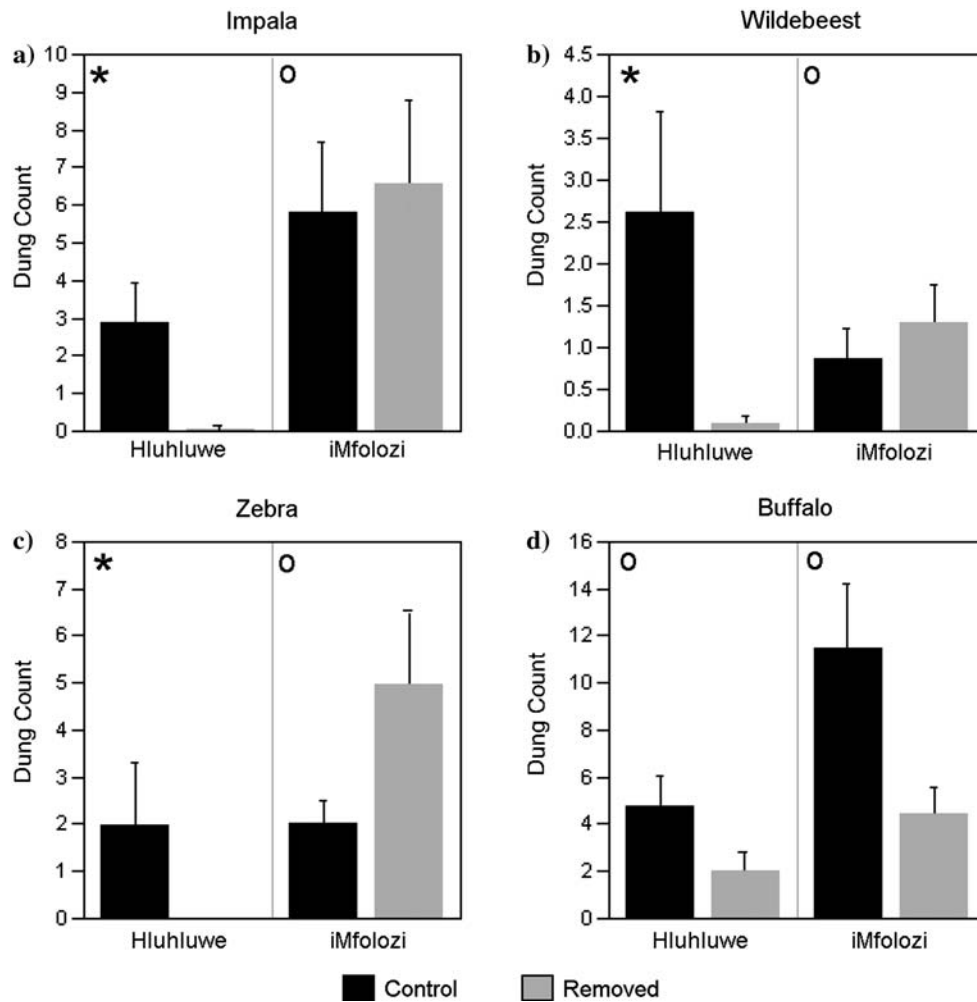 Impala
a)
*
o
Dung Count
10
9
8
7
6
5
4
3
2
1
0
Hluhluwe
iMfolozi
Wildebeest
b)
*
o
Dung Count
4.5
4.0
3.5
3.0
2.5
2.0
1.5
1.0
0.5
0.0
Hluhluwe
iMfolozi
Zebra
c)
*
o
Dung Count
8
7
6
5
4
3
2
1
0
Hluhluwe
iMfolozi
Buffalo
d)
o
o
Dung Count
16
14
12
10
8
6
4
2
0
Hluhluwe
iMfolozi
Control
Removed